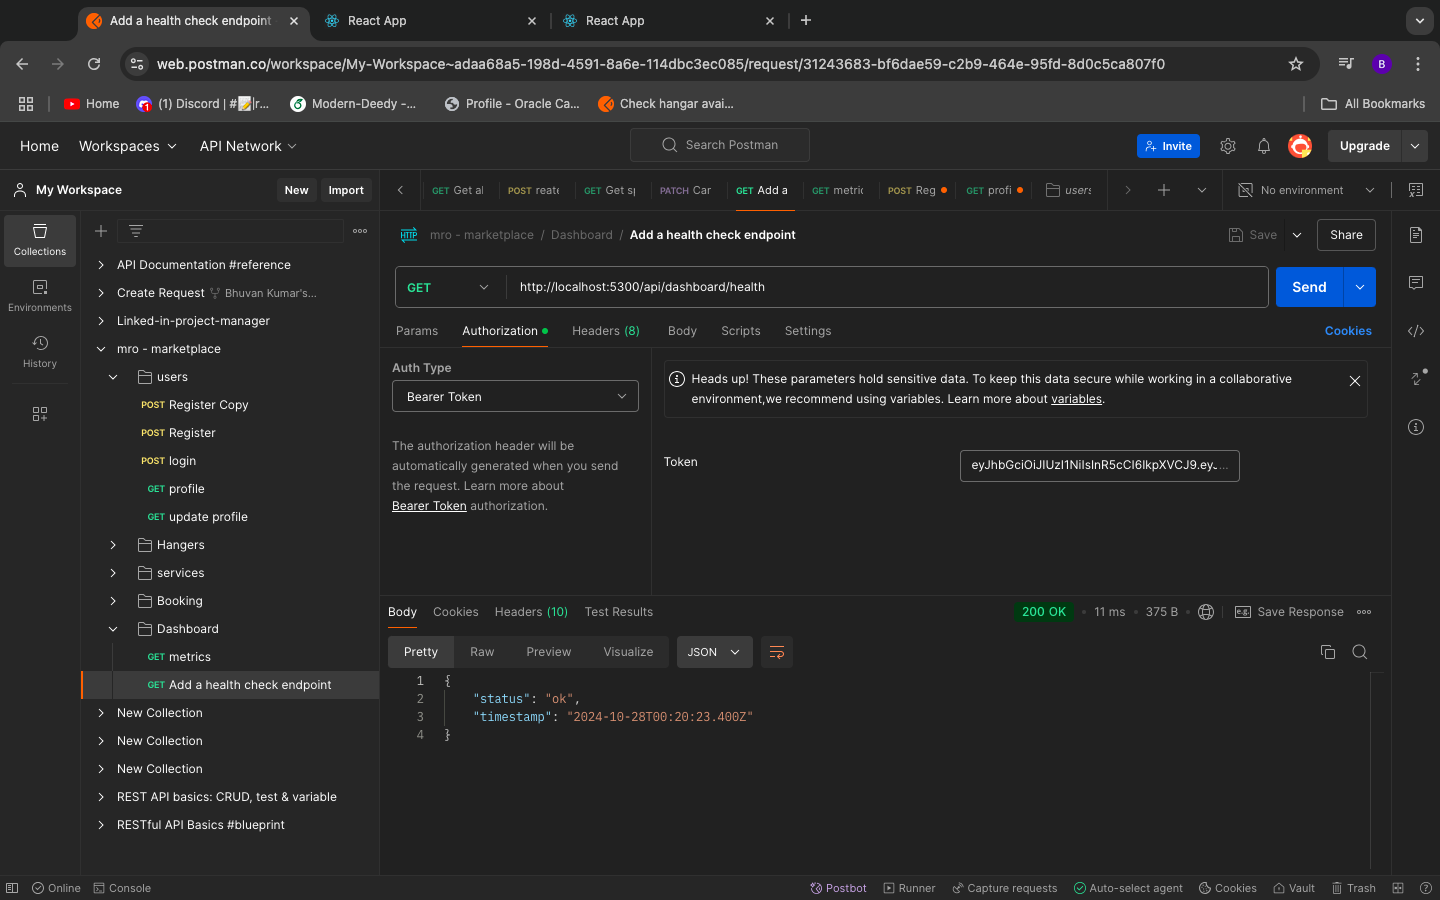 Add a health check endpoint
React App
React App
web.postman.co/workspace/My-Workspace~adaa68a5-198d-4591-8a6e-114dbc3ec085/request/31243683-bf6dae59-c2b9-464e-95fd-8d0c5ca807f0
B
Home
(1) Discord | #📝|r...
Modern-Deedy -...
Profile - Oracle Ca...
Check hangar avai...
All Bookmarks
Home
Workspaces
API Network
Search Postman
Invite
Upgrade
My Workspace
New
Import
GET Get al
POST reate
GET Get sp
PATCH Can
GET Add a
GET metric
POST Reg
GET profi
users
No environment
Collections
Environments
History
API Documentation #reference
Create Request
Bhuvan Kumar's...
Linked-in-project-manager
mro - marketplace
users
POST Register Copy
POST Register
POST login
GET profile
GET update profile
Hangers
services
Booking
Dashboard
GET metrics
GET Add a health check endpoint
New Collection
New Collection
New Collection
REST API basics: CRUD, test & variable
RESTful API Basics #blueprint
HTTP
mro - marketplace / Dashboard / Add a health check endpoint
Save
Share
GET
http://localhost:5300/api/dashboard/health
Send
Params
Authorization
Headers (8)
Body
Scripts
Settings
Cookies
Auth Type
Bearer Token
The authorization header will be
automatically generated when you send
the request. Learn more about
Bearer Token authorization.
Heads up! These parameters hold sensitive data. To keep this data secure while working in a collaborative
environment,we recommend using variables. Learn more about variables.
Token
eyJhbGciOiJIUzI1NiIsInR5cCI6IkpXVCJ9.eyJ...
Body
Cookies
Headers (10)
Test Results
200 OK
11 ms
375 B
e.g.
Save Response
Pretty
Raw
Preview
Visualize
JSON
1 {
2 "status": "ok",
3 "timestamp": "2024-10-28T00:20:23.400Z"
4 }
Online
Console
Postbot
Runner
Capture requests
Auto-select agent
Cookies
Vault
Trash